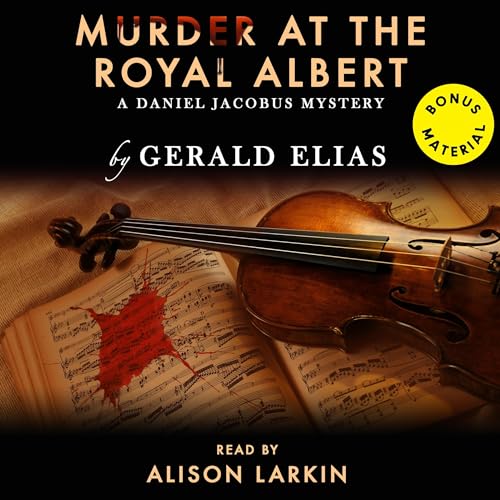 MURDER AT THE
ROYAL ALBERT
A DANIEL JACOBUS MYSTERY
by GERALD ELIAS
BONUS
MATERIAL
READ BY
ALISON LARKIN